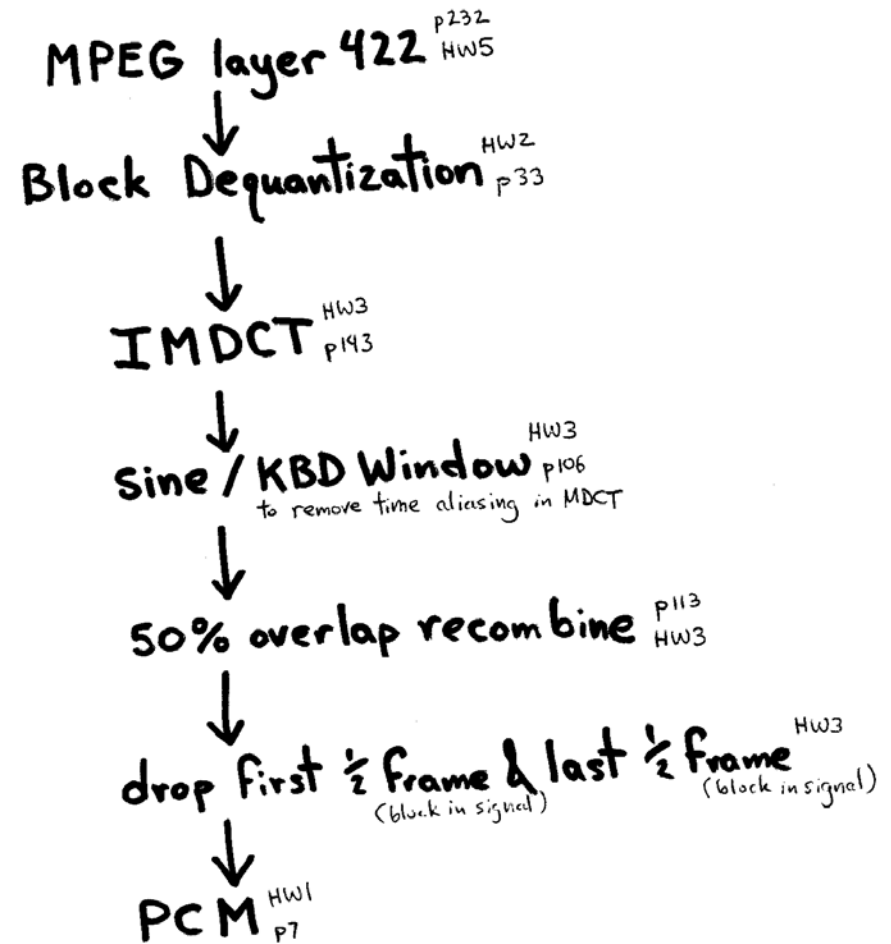 MPEG layer 422 p232
HW5
Block Dequantization HW2
p33
IMDCT HW3
p143
Sine / KBD Window HW3
p106
to remove time aliasing in MDCT
50% overlap recombine p113
HW3
drop first 1/2 frame & last 1/2 frame HW3
(block in signal) (block in signal)
PCM HW1
p7